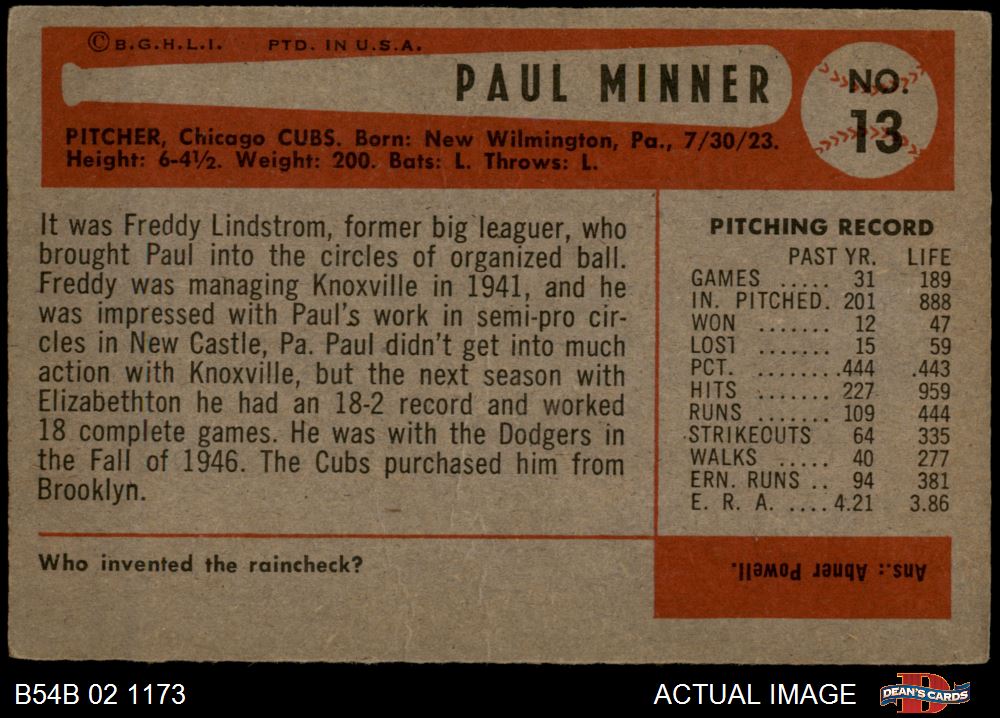 © B.G.H.L.I. PTD. IN U.S.A.
PAUL MINNER
NO.
13
PITCHER, Chicago CUBS. Born: New Wilmington, Pa., 7/30/23.
Height: 6-4½. Weight: 200. Bats: L. Throws: L.
It was Freddy Lindstrom, former big leaguer, who
brought Paul into the circles of organized ball.
Freddy was managing Knoxville in 1941, and he
was impressed with Paul's work in semi-pro cir-
cles in New Castle, Pa. Paul didn't get into much
action with Knoxville, but the next season with
Elizabethton he had an 18-2 record and worked
18 complete games. He was with the Dodgers in
the Fall of 1946. The Cubs purchased him from
Brooklyn.
PITCHING RECORD
PAST YR. LIFE
GAMES ..... 31 189
IN. PITCHED. 201 888
WON ....... 12 47
LOST ....... 15 59
PCT. ........444 .443
HITS ....... 227 959
RUNS ....... 109 444
STRIKEOUTS 64 335
WALKS ..... 40 277
ERN. RUNS .. 94 381
E. R. A. ....4.21 3.86
Who invented the raincheck?
Ans.: Abner Powell.
B54B 02 1173
ACTUAL IMAGE
DEAN'S CARDS